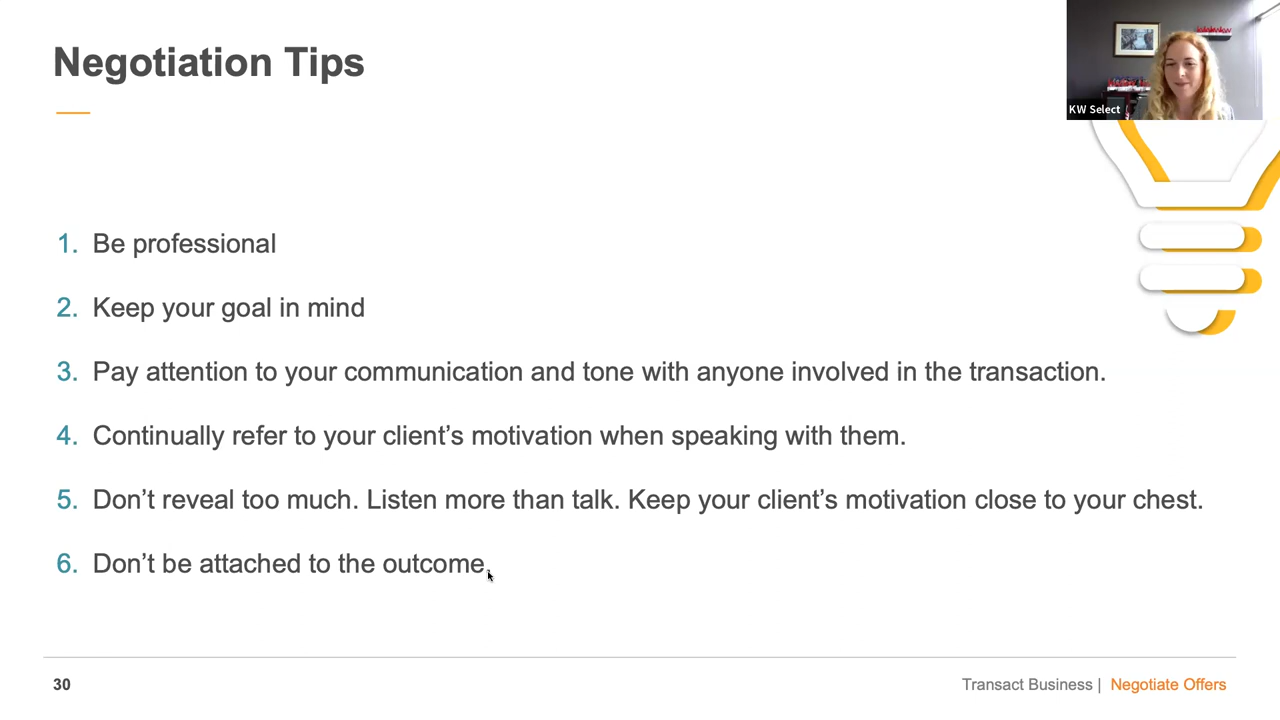 Negotiation Tips
KW Select
1. Be professional
2. Keep your goal in mind
3. Pay attention to your communication and tone with anyone involved in the transaction.
4. Continually refer to your client’s motivation when speaking with them.
5. Don’t reveal too much. Listen more than talk. Keep your client’s motivation close to your chest.
6. Don’t be attached to the outcome.
30
Transact Business | Negotiate Offers